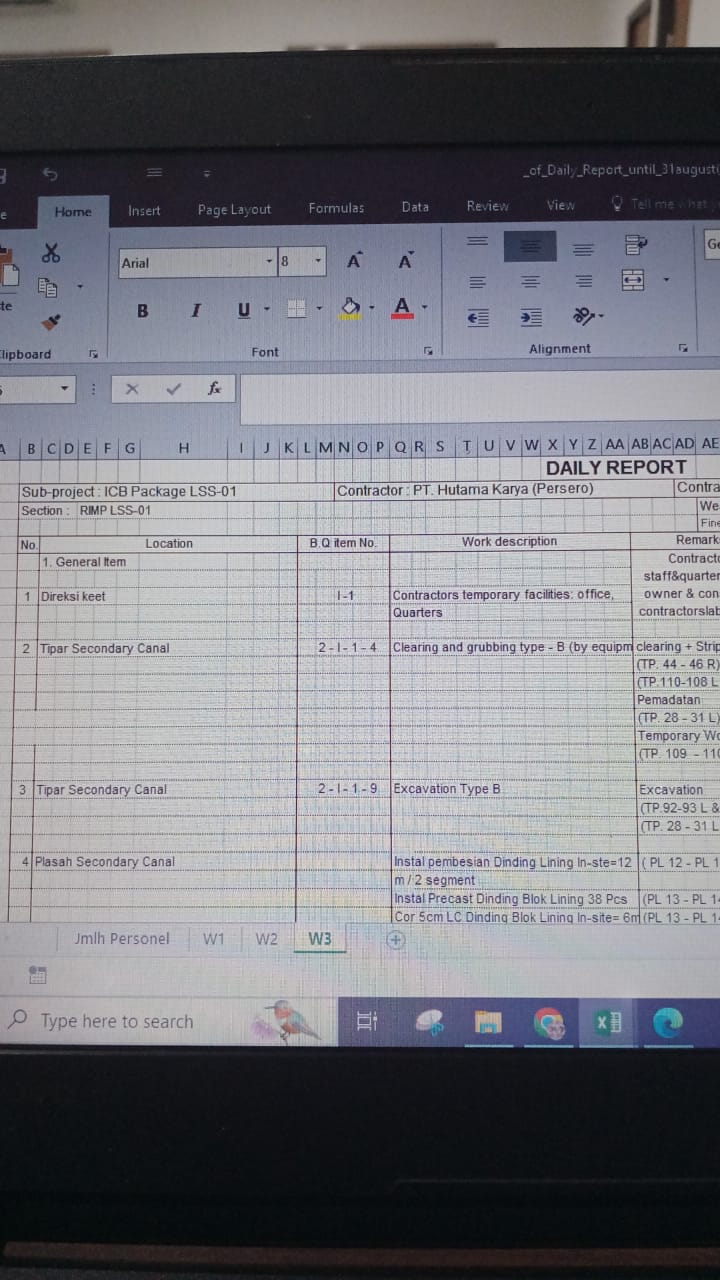 _of_Daily_Report_until_31august(
Home Insert Page Layout Formulas Data Review View Tell me what
Arial 8
B I U A
Clipboard Font Alignment
fx
A B C D E F G H I J K L M N O P Q R S T U V W X Y Z AA AB AC AD AE
DAILY REPORT
Sub-project : ICB Package LSS-01 Contractor : PT. Hutama Karya (Persero) Contra
Section : RIMP LSS-01 We
Fine
No. Location B.Q item No. Work description Remark
1. General Item Contracto
staff&quarter
1 Direksi keet I-1 Contractors temporary facilities: office, owner & con
Quarters contractorslab
2 Tipar Secondary Canal 2 - I - 1 - 4 Clearing and grubbing type - B (by equipm clearing + Strip
(TP. 44 - 46 R)
(TP.110-108 L
Pemadatan
(TP. 28 - 31 L)
Temporary Wo
(TP. 109 - 110
3 Tipar Secondary Canal 2 - I - 1 - 9 Excavation Type B Excavation
(TP.92-93 L &
(TP. 28 - 31 L
4 Plasah Secondary Canal Instal pembesian Dinding Lining In-ste=12 ( PL 12 - PL 1
m / 2 segment
Instal Precast Dinding Blok Lining 38 Pcs (PL 13 - PL 1
Cor 5cm LC Dinding Blok Lining In-site= 6m (PL 13 - PL 1
Jmlh Personel W1 W2 W3
Type here to search